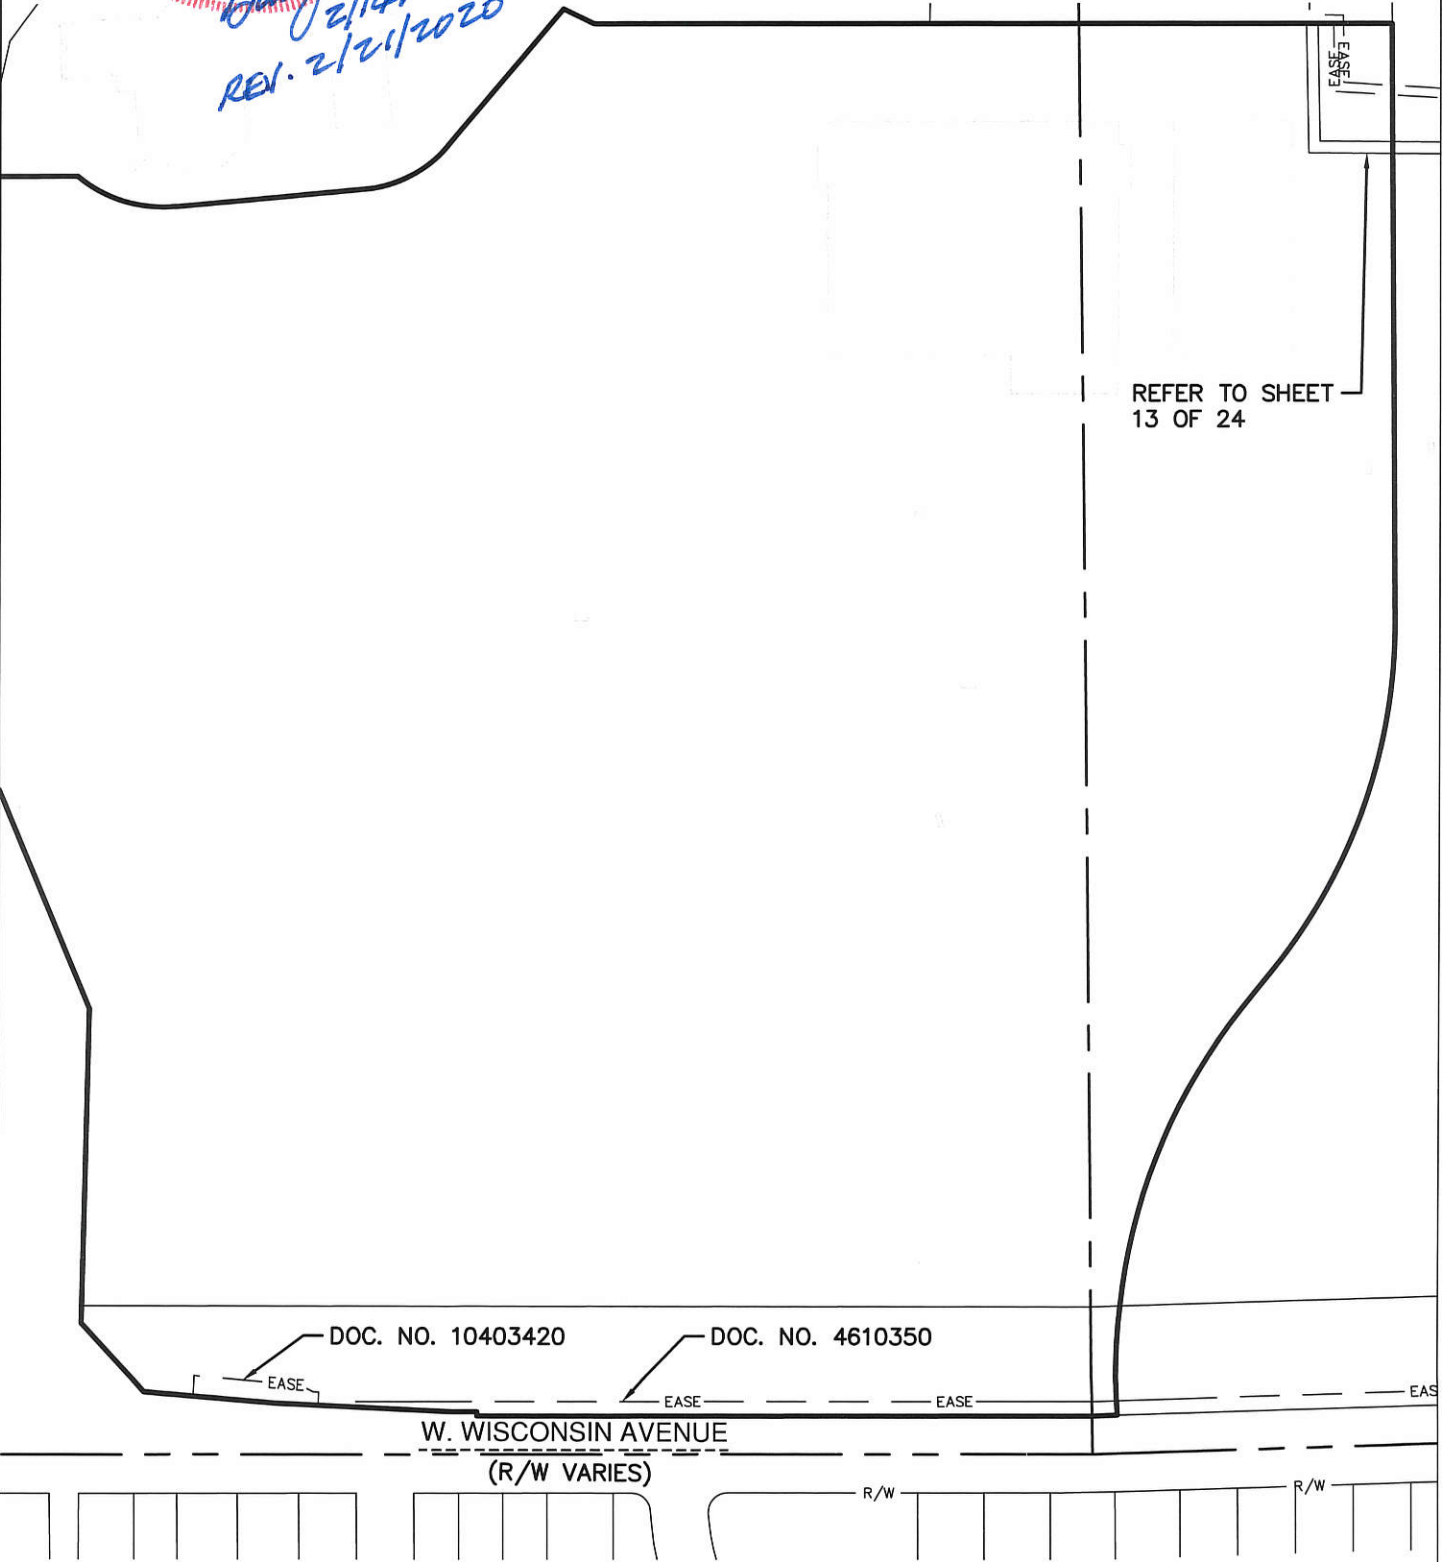 REV. 2/21/2020
EASE
EASE
REFER TO SHEET
13 OF 24
DOC. NO. 10403420
DOC. NO. 4610350
EASE
EASE
EASE
W. WISCONSIN AVENUE
(R/W VARIES)
R/W
R/W